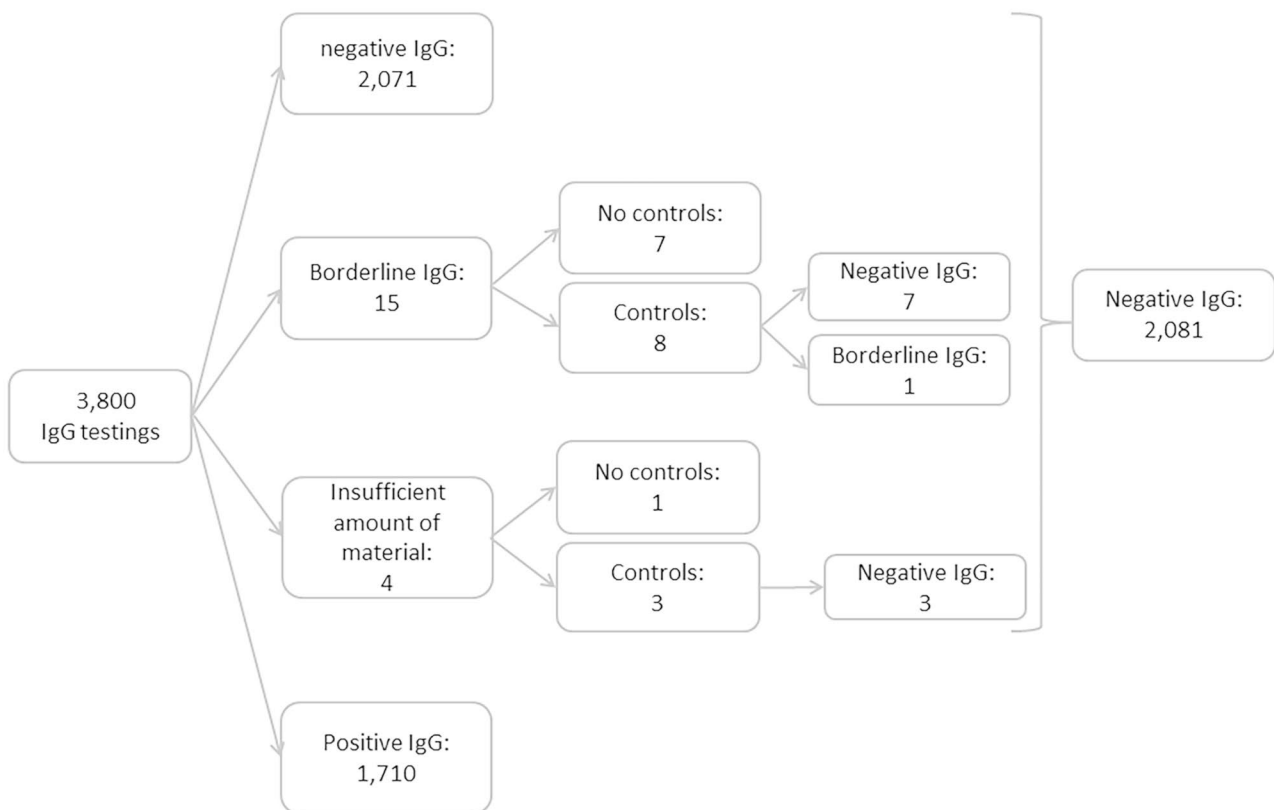 negative IgG:
2,071
No controls:
7
Borderline IgG:
15
Negative IgG:
7
Controls:
8
Negative IgG:
2,081
Borderline IgG:
1
3,800
IgG testings
No controls:
1
Insufficient
amount of
material:
4
Controls:
3
Negative IgG:
3
Positive IgG:
1,710